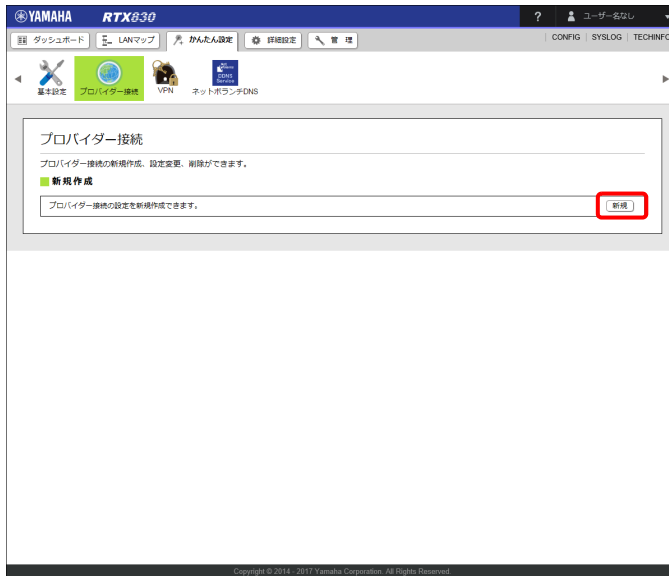 YAMAHA RTX830 ? ユーザー名なし
ダッシュボード LANマップ かんたん設定 詳細設定 管 理 CONFIG SYSLOG TECHINFO
基本設定 プロバイダー接続 VPN ネットボランチDNS
プロバイダー接続
プロバイダー接続の新規作成、設定変更、削除ができます。
新規作成
プロバイダー接続の設定を新規作成できます。 新規
Copyright © 2014 - 2017 Yamaha Corporation. All Rights Reserved.